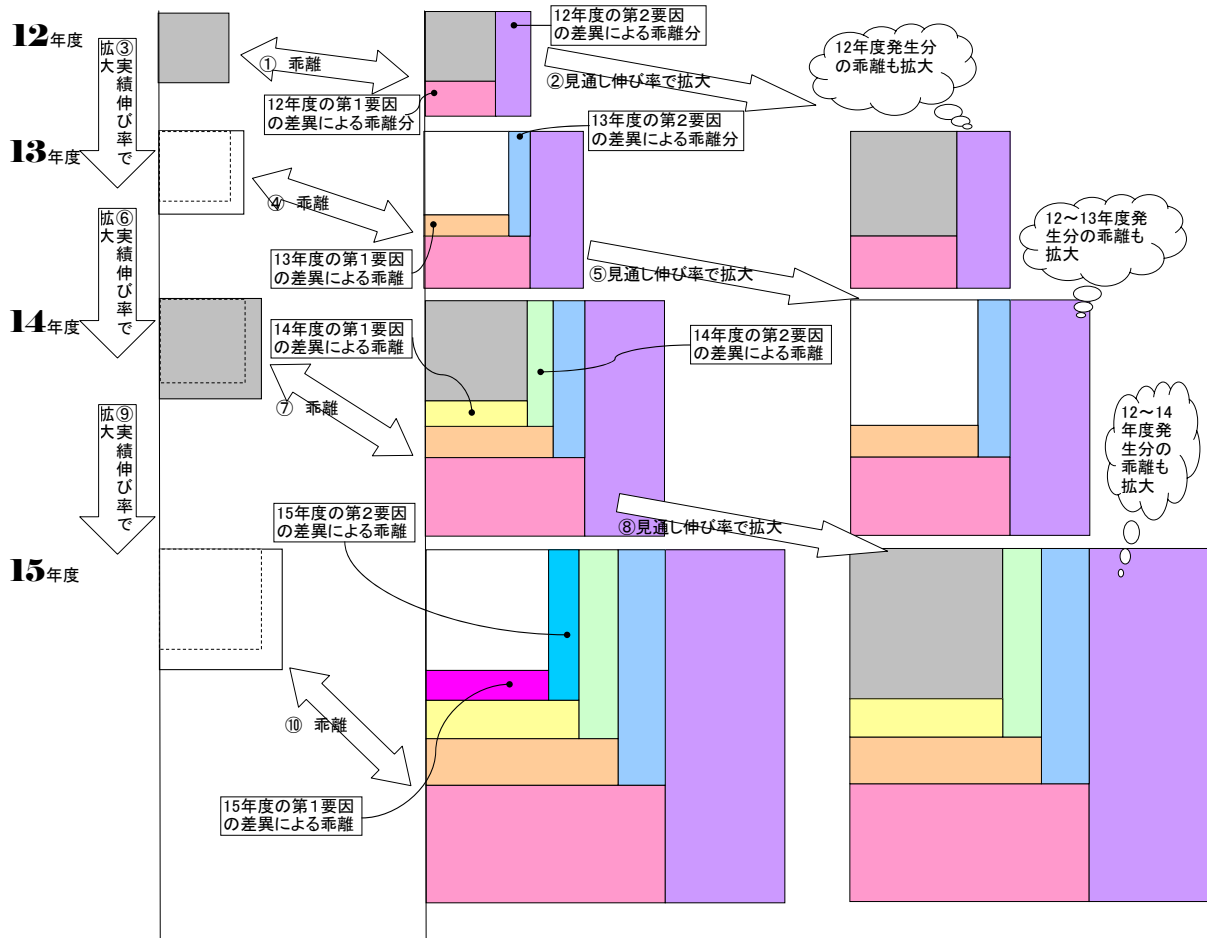 12年度
③実績伸び率で
拡大
① 乖離
12年度の第2要因
の差異による乖離分
②見通し伸び率で拡大
12年度発生分
の乖離も拡大
12年度の第1要因
の差異による乖離分
13年度の第2要因
の差異による乖離分
13年度
⑥実績伸び率で
拡大
④ 乖離
13年度の第1要因
の差異による乖離
⑤見通し伸び率で拡大
12～13年度発
生分の乖離も
拡大
14年度
⑨実績伸び率で
拡大
14年度の第1要因
の差異による乖離
14年度の第2要因
の差異による乖離
⑦ 乖離
12～14
年度発
生分の
乖離も
拡大
15年度の第2要因
の差異による乖離
⑧見通し伸び率で拡大
15年度
⑩ 乖離
15年度の第1要因
の差異による乖離